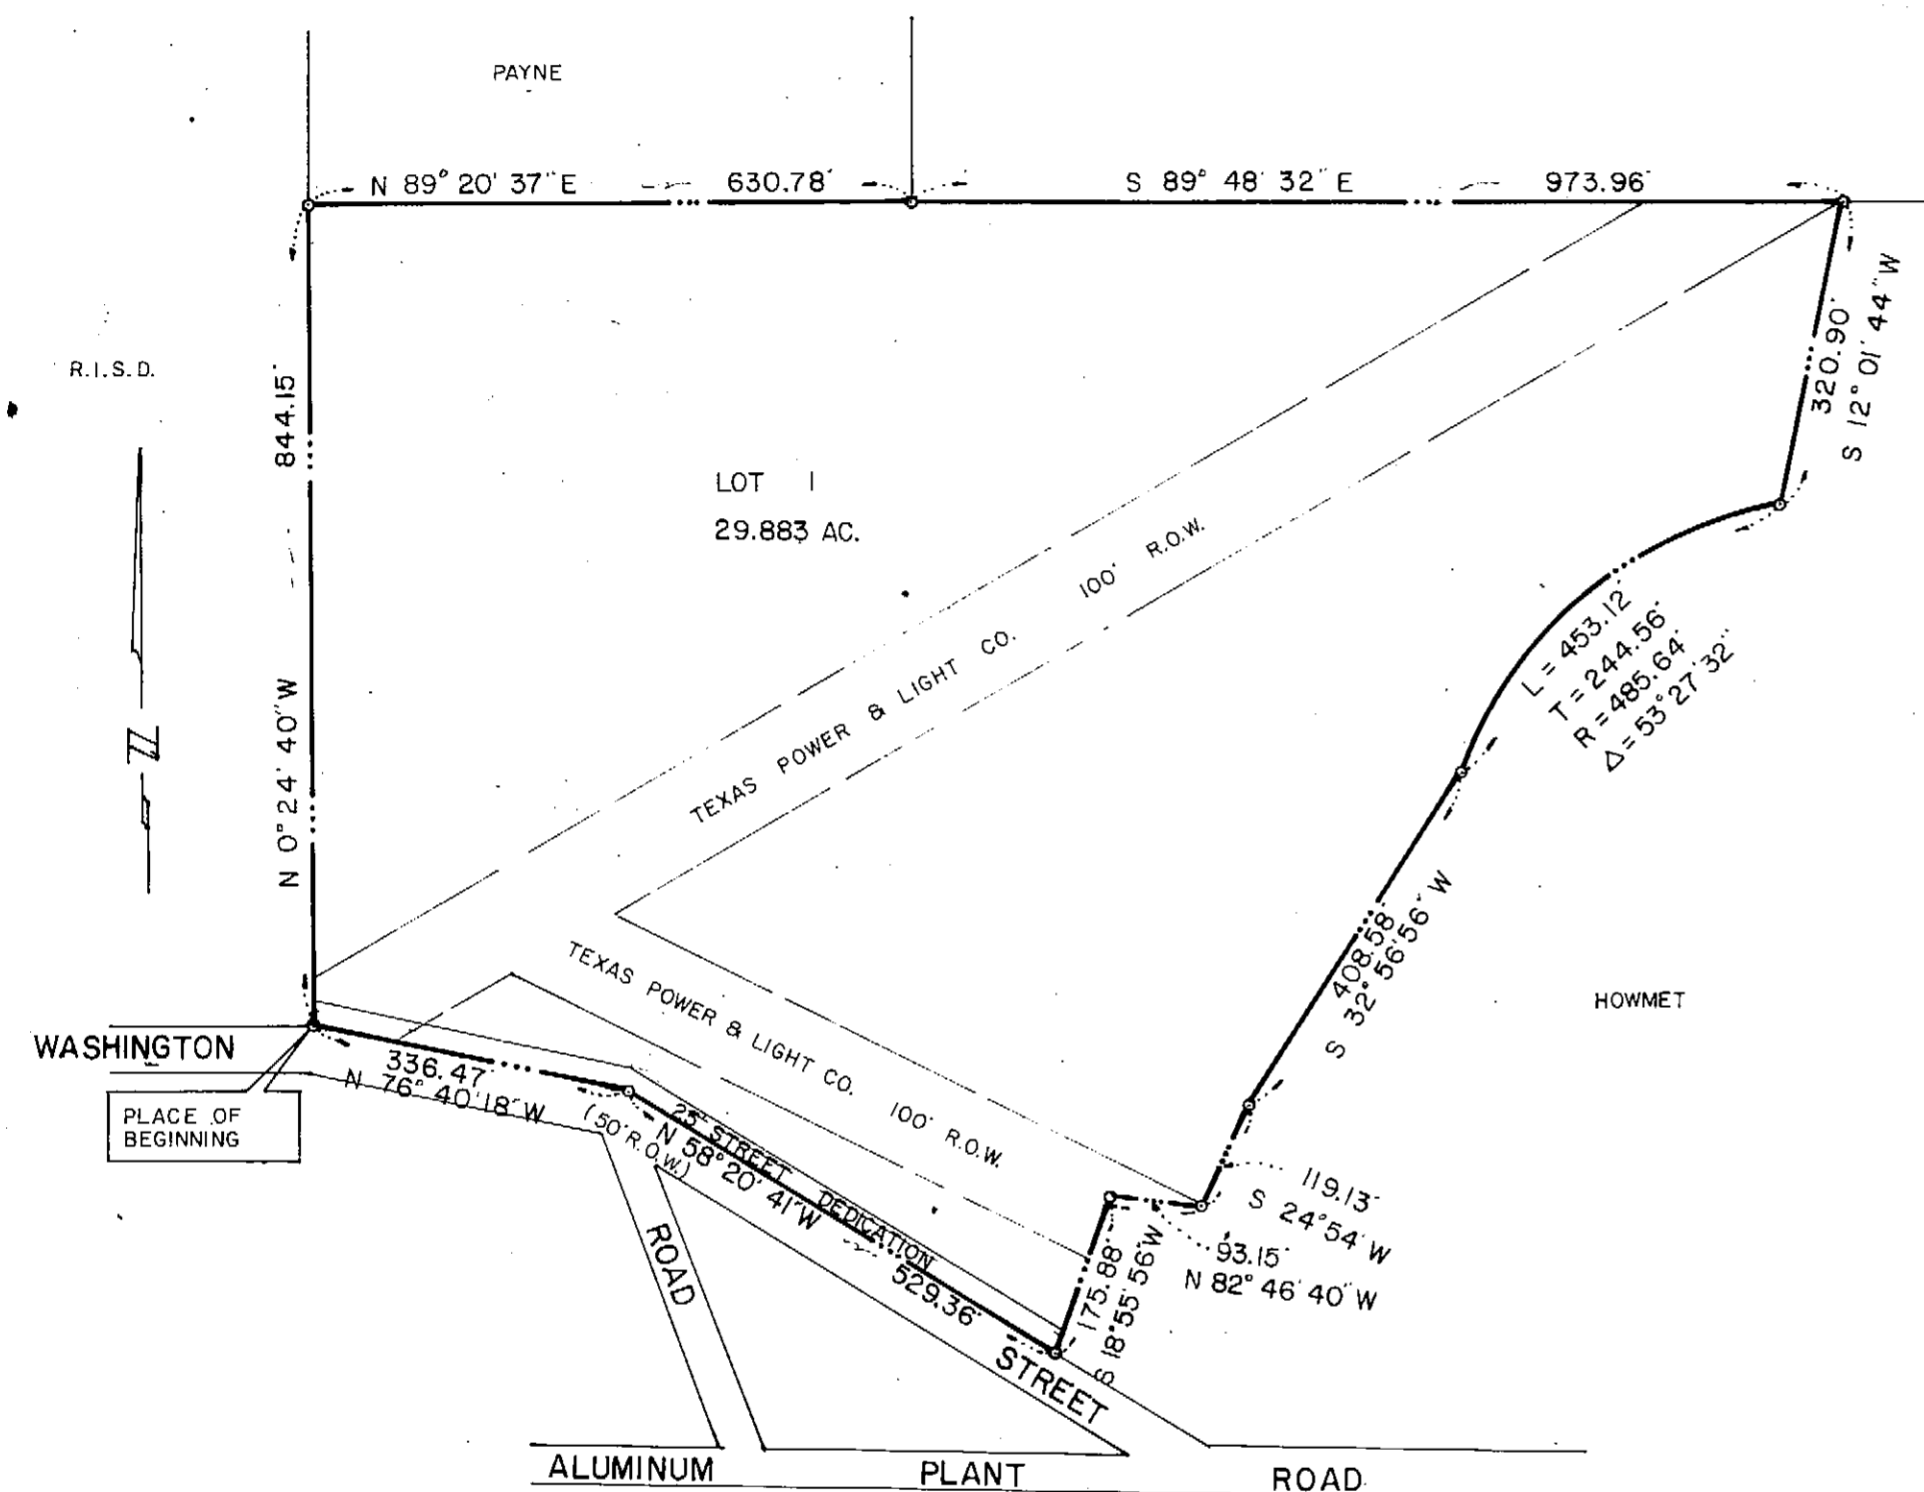 PAYNE
N 89° 20' 37" E 630.78'
S 89° 48' 32" E 973.96'
R.I.S.D.
844.15'
N 0° 24' 40" W
320.90'
S 12° 01' 44" W
LOT 1
29.883 AC.
100' R.O.W.
TEXAS POWER & LIGHT CO.
L = 453.12'
T = 244.56'
R = 485.64'
Δ = 53° 27' 32"
408.58'
S 32° 56' 56" W
HOWMET
TEXAS POWER & LIGHT CO. 100' R.O.W.
WASHINGTON
336.47'
N 76° 40' 18" W
PLACE OF
BEGINNING
(50' R.O.W.)
25' STREET DEDICATION
N 58° 20' 41" W
529.36'
119.13'
S 24° 54' W
93.15'
N 82° 46' 40" W
175.88'
S 18° 55' 56" W
ROAD
STREET
ALUMINUM PLANT ROAD
N